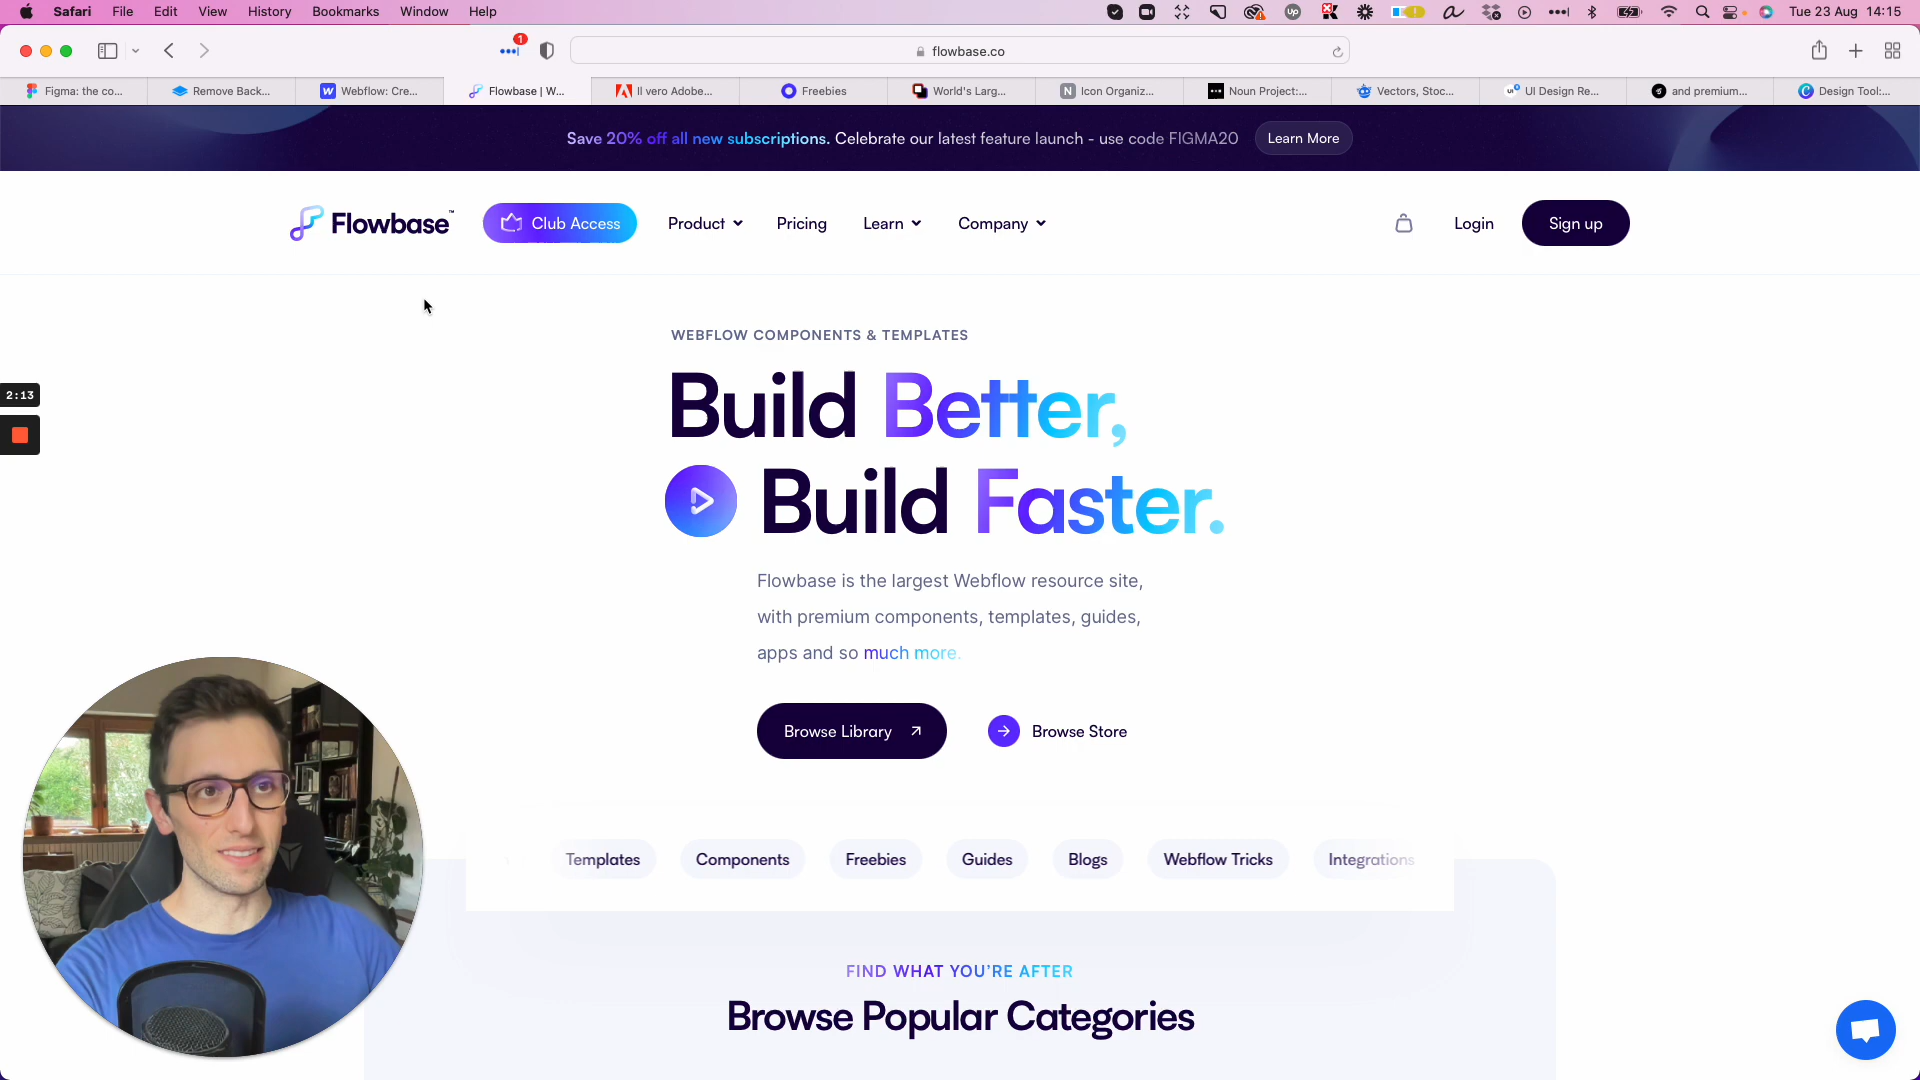 Safari File Edit View History Bookmarks Window Help
Tue 23 Aug 14:15
1
flowbase.co
Figma: the co...
Remove Back...
Webflow: Cre...
Flowbase | W...
Il vero Adobe...
Freebies
World's Larg...
Icon Organiz...
Noun Project:...
Vectors, Stoc...
UI Design Re...
and premium...
Design Tool:...
Save 20% off all new subscriptions. Celebrate our latest feature launch - use code FIGMA20
Learn More
Flowbase™
Club Access
Product
Pricing
Learn
Company
Login
Sign up
WEBFLOW COMPONENTS & TEMPLATES
Build Better,
Build Faster.
2:13
Flowbase is the largest Webflow resource site,
with premium components, templates, guides,
apps and so much more.
Browse Library
Browse Store
Templates
Components
Freebies
Guides
Blogs
Webflow Tricks
Integrations
FIND WHAT YOU'RE AFTER
Browse Popular Categories